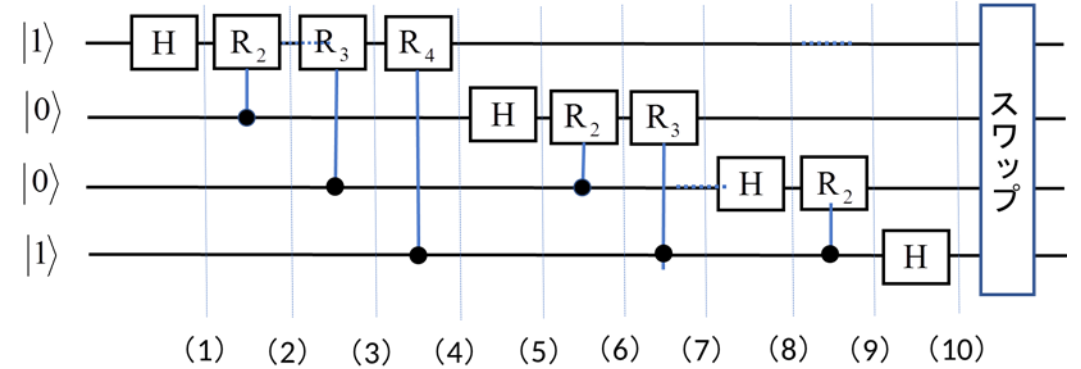 |1⟩ H R₂ R₃ R₄
|0⟩ H R₂ R₃
|0⟩ H R₂
|1⟩ H
スワップ
(1) (2) (3) (4) (5) (6) (7) (8) (9) (10)